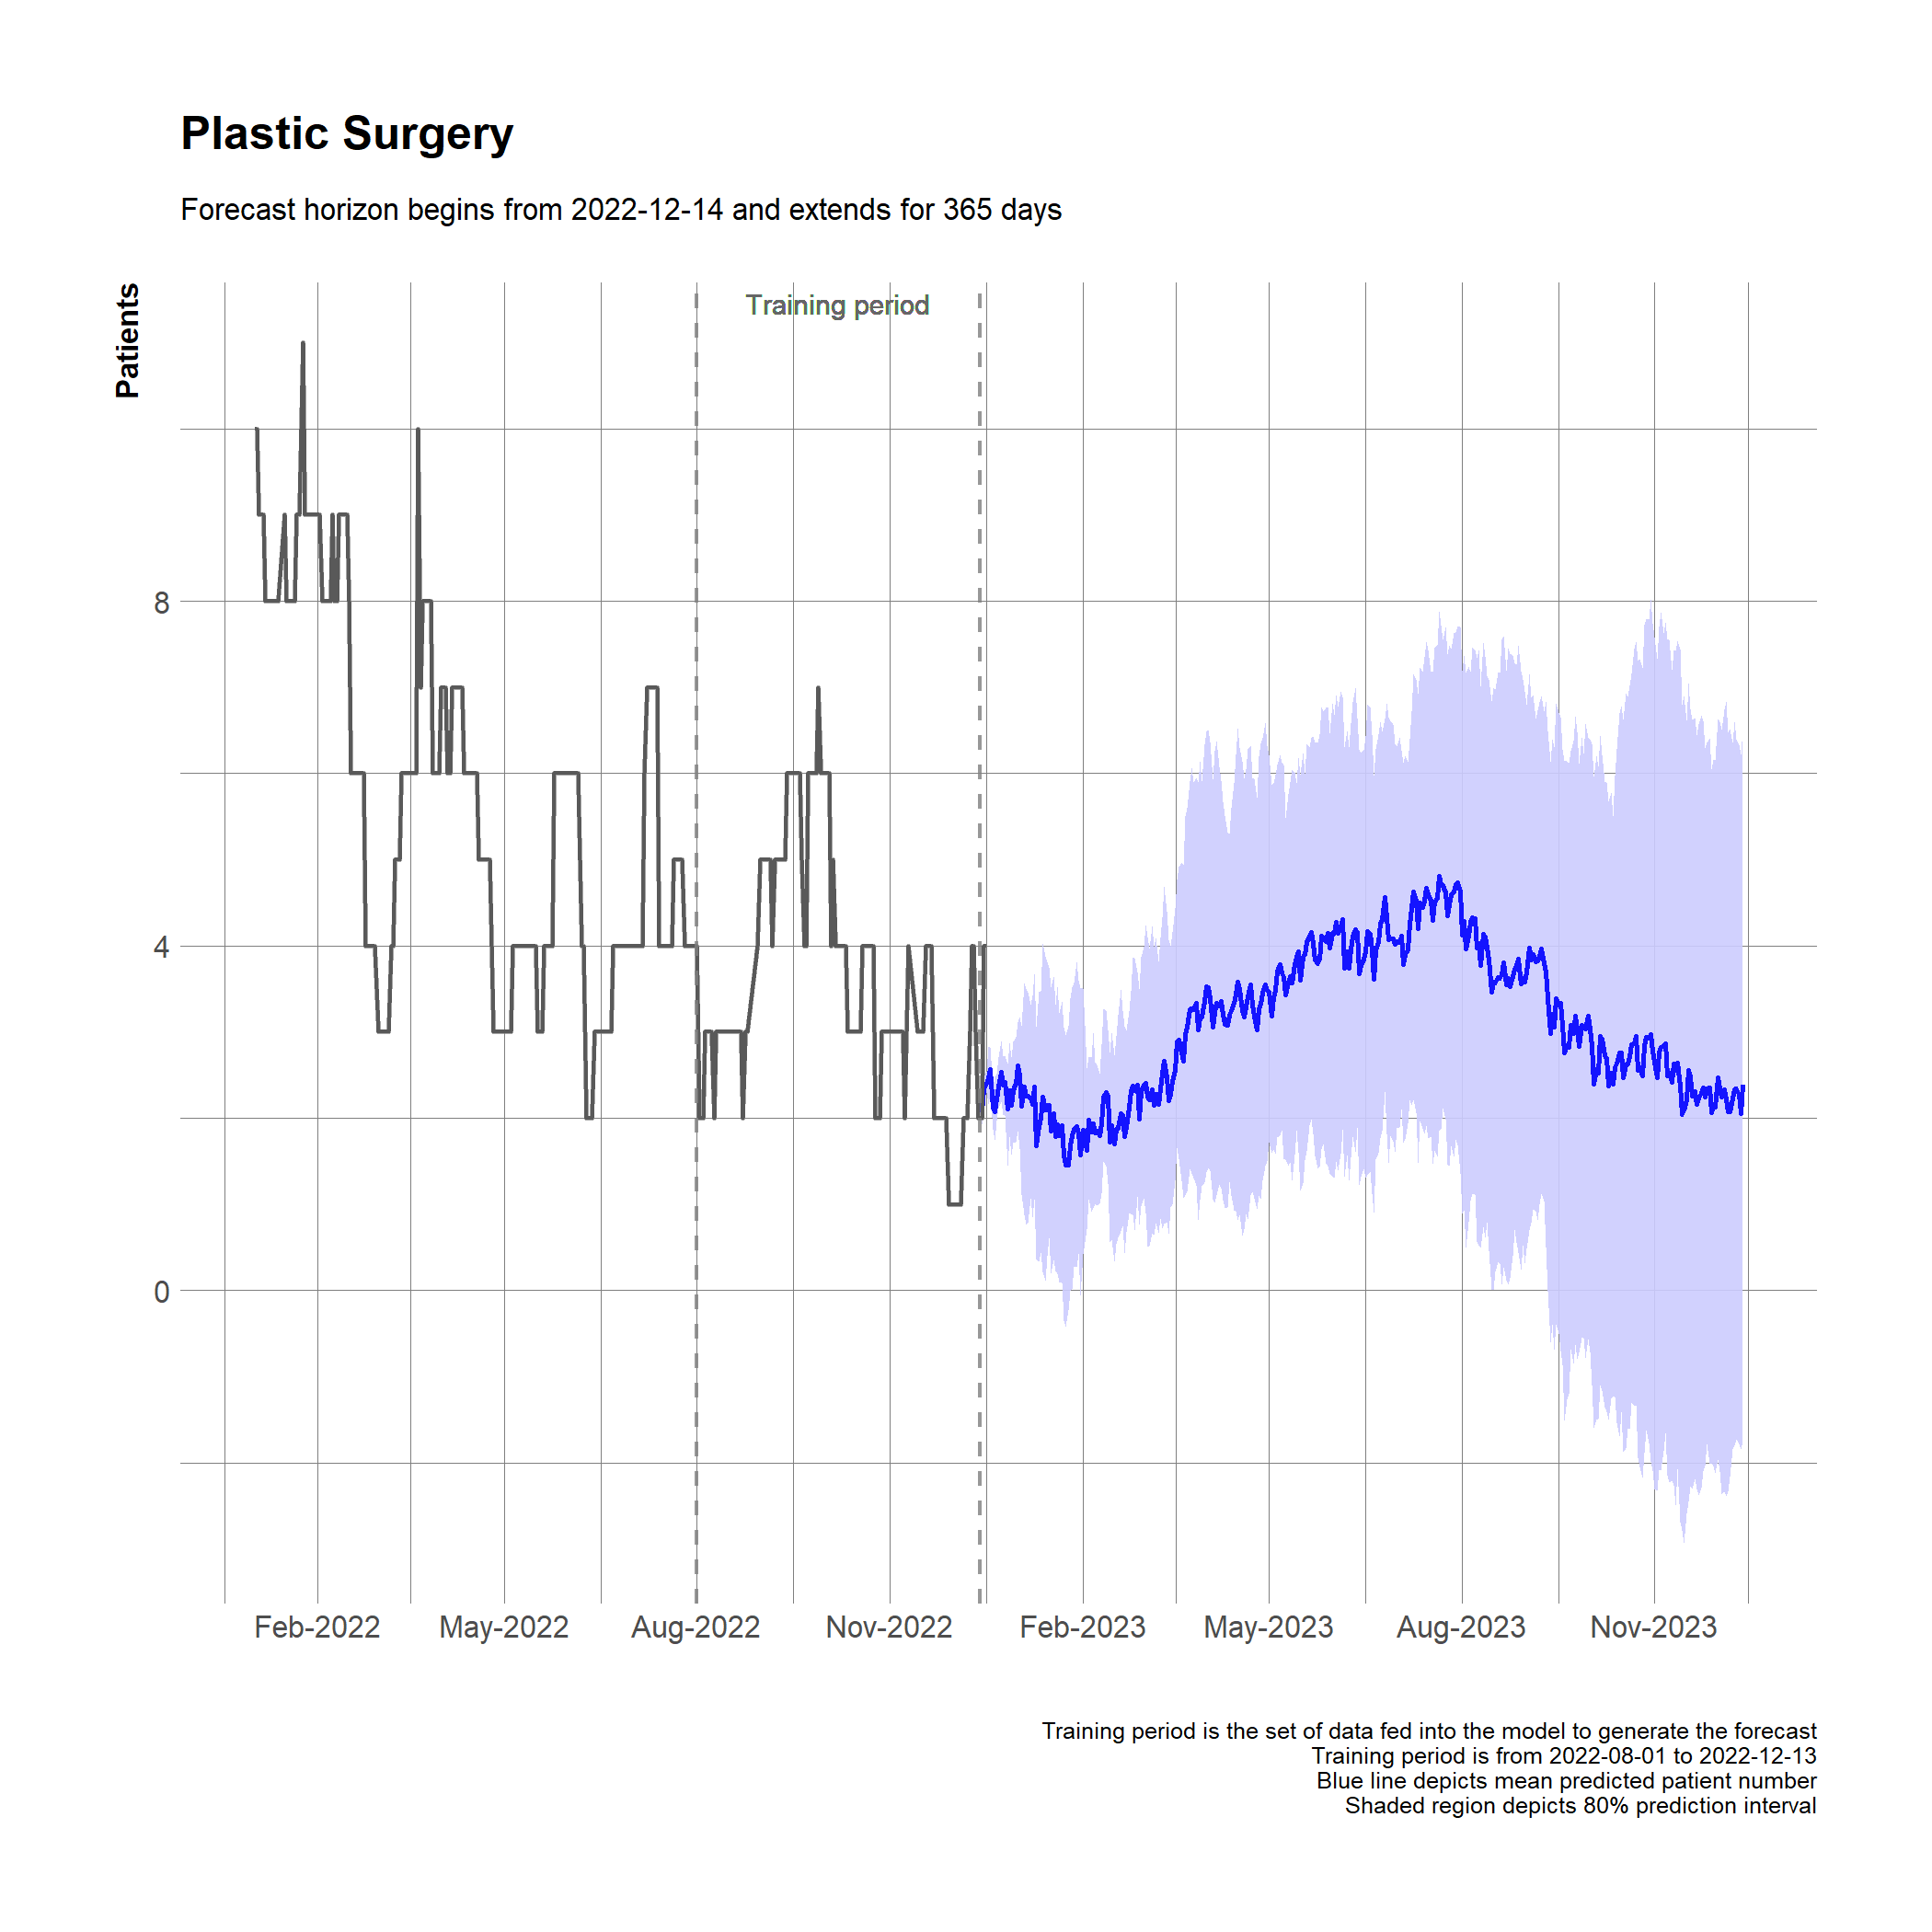 Plastic Surgery
Forecast horizon begins from 2022-12-14 and extends for 365 days
Patients
Training period
8
4
0
Feb-2022 May-2022 Aug-2022 Nov-2022 Feb-2023 May-2023 Aug-2023 Nov-2023
Training period is the set of data fed into the model to generate the forecast
Training period is from 2022-08-01 to 2022-12-13
Blue line depicts mean predicted patient number
Shaded region depicts 80% prediction interval